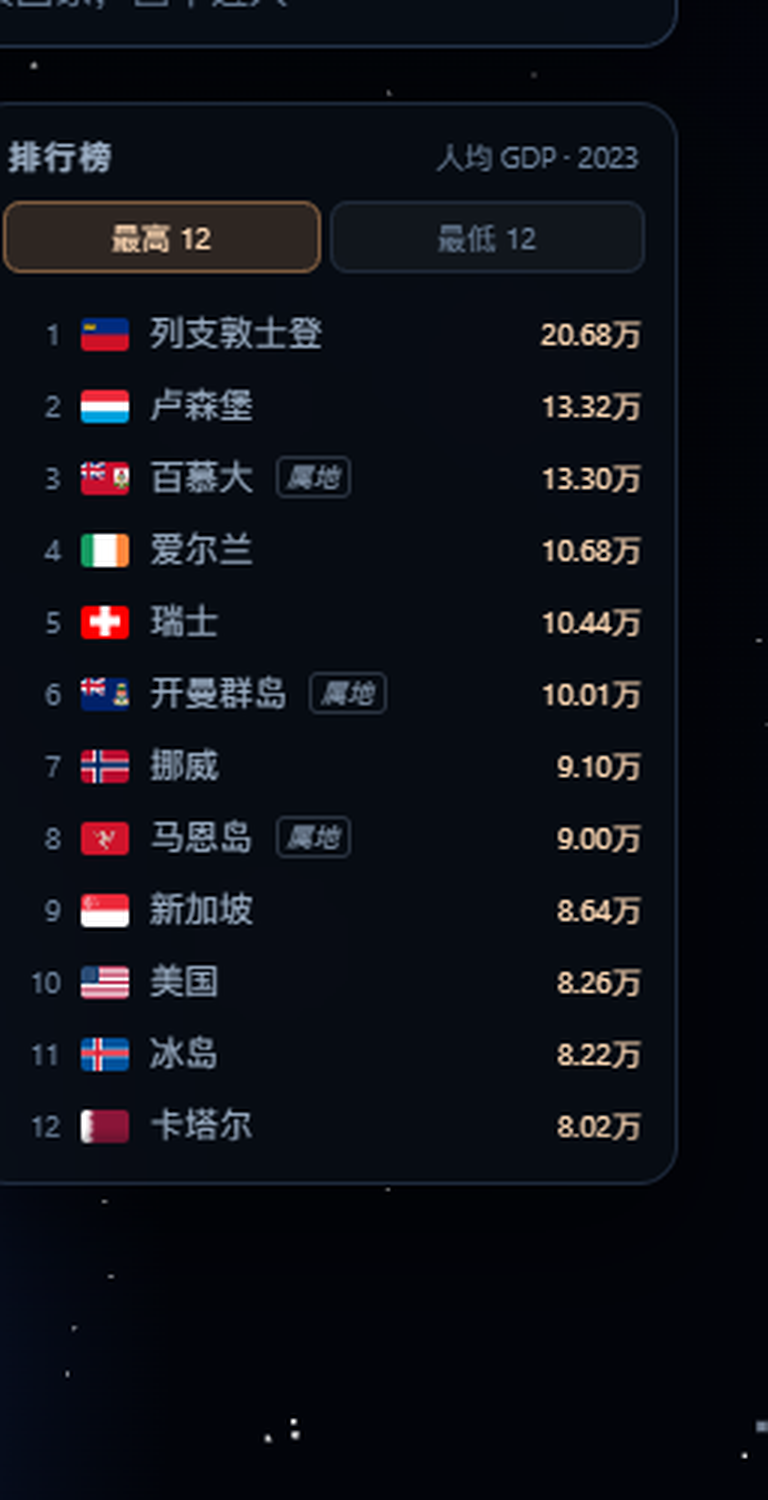 排行榜 人均 GDP · 2023
最高 12 最低 12
1 列支敦士登 20.68万
2 卢森堡 13.32万
3 百慕大 属地 13.30万
4 爱尔兰 10.68万
5 瑞士 10.44万
6 开曼群岛 属地 10.01万
7 挪威 9.10万
8 马恩岛 属地 9.00万
9 新加坡 8.64万
10 美国 8.26万
11 冰岛 8.22万
12 卡塔尔 8.02万